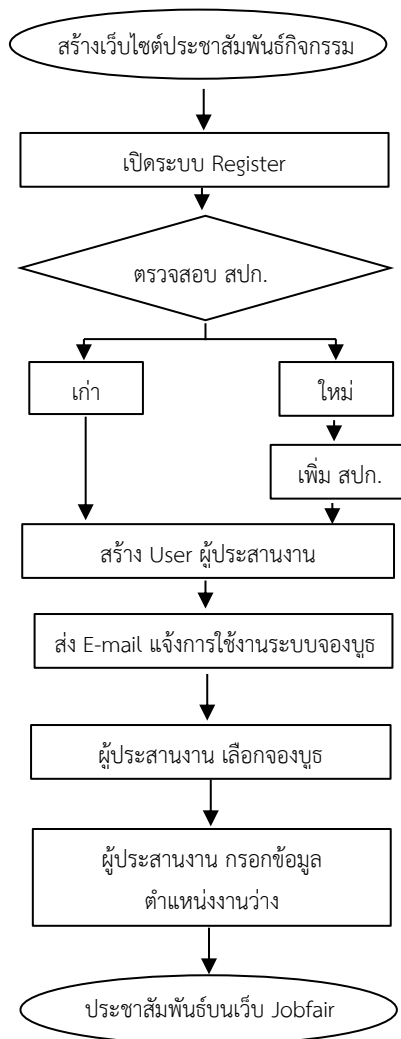 สร้างเว็บไซต์ประชาสัมพันธ์กิจกรรม
เปิดระบบ Register
ตรวจสอบ สปก.
เก่า
ใหม่
เพิ่ม สปก.
สร้าง User ผู้ประสานงาน
ส่ง E-mail แจ้งการใช้งานระบบจองบูธ
ผู้ประสานงาน เลือกจองบูธ
ผู้ประสานงาน กรอกข้อมูล
ตำแหน่งงานว่าง
ประชาสัมพันธ์บนเว็บ Jobfair